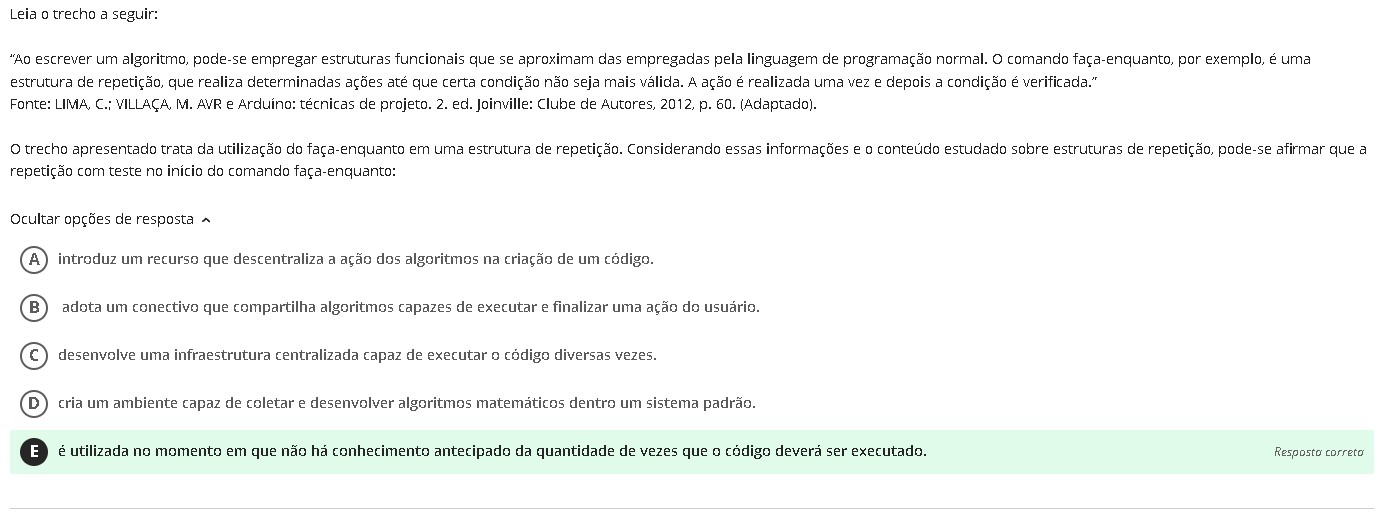 Leia o trecho a seguir:
“Ao escrever um algoritmo, pode-se empregar estruturas funcionais que se aproximam das empregadas pela linguagem de programação normal. O comando faça-enquanto, por exemplo, é uma
estrutura de repetição, que realiza determinadas ações até que certa condição não seja mais válida. A ação é realizada uma vez e depois a condição é verificada.”
Fonte: LIMA, C.; VILLAÇA, M. AVR e Arduíno: técnicas de projeto. 2. ed. Joinville: Clube de Autores, 2012, p. 60. (Adaptado).
O trecho apresentado trata da utilização do faça-enquanto em uma estrutura de repetição. Considerando essas informações e o conteúdo estudado sobre estruturas de repetição, pode-se afirmar que a
repetição com teste no início do comando faça-enquanto:
Ocultar opções de resposta
A introduz um recurso que descentraliza a ação dos algoritmos na criação de um código.
B adota um conectivo que compartilha algoritmos capazes de executar e finalizar uma ação do usuário.
C desenvolve uma infraestrutura centralizada capaz de executar o código diversas vezes.
D cria um ambiente capaz de coletar e desenvolver algoritmos matemáticos dentro um sistema padrão.
E é utilizada no momento em que não há conhecimento antecipado da quantidade de vezes que o código deverá ser executado. Resposta correta